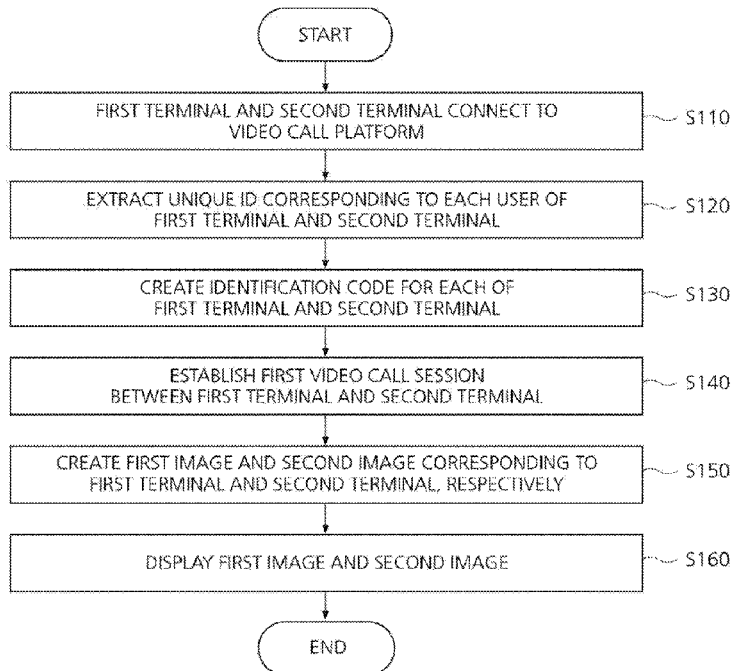 START
FIRST TERMINAL AND SECOND TERMINAL CONNECT TO
VIDEO CALL PLATFORM
S110
EXTRACT UNIQUE ID CORRESPONDING TO EACH USER OF
FIRST TERMINAL AND SECOND TERMINAL
S120
CREATE IDENTIFICATION CODE FOR EACH OF
FIRST TERMINAL AND SECOND TERMINAL
S130
ESTABLISH FIRST VIDEO CALL SESSION
BETWEEN FIRST TERMINAL AND SECOND TERMINAL
S140
CREATE FIRST IMAGE AND SECOND IMAGE CORRESPONDING TO
FIRST TERMINAL AND SECOND TERMINAL, RESPECTIVELY
S150
DISPLAY FIRST IMAGE AND SECOND IMAGE
S160
END